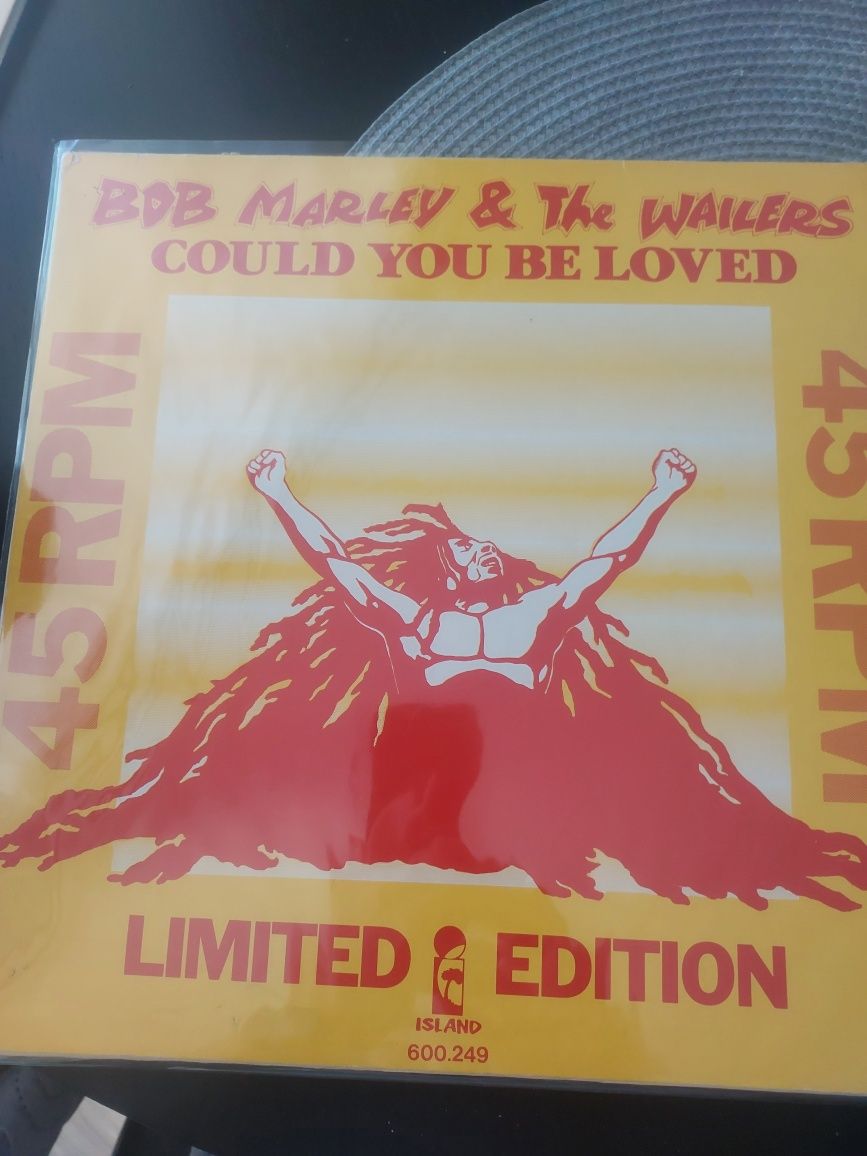 BOB MARLEY & The WAILERS
COULD YOU BE LOVED
45 RPM
45 RPM
LIMITED EDITION
ISLAND
600.249